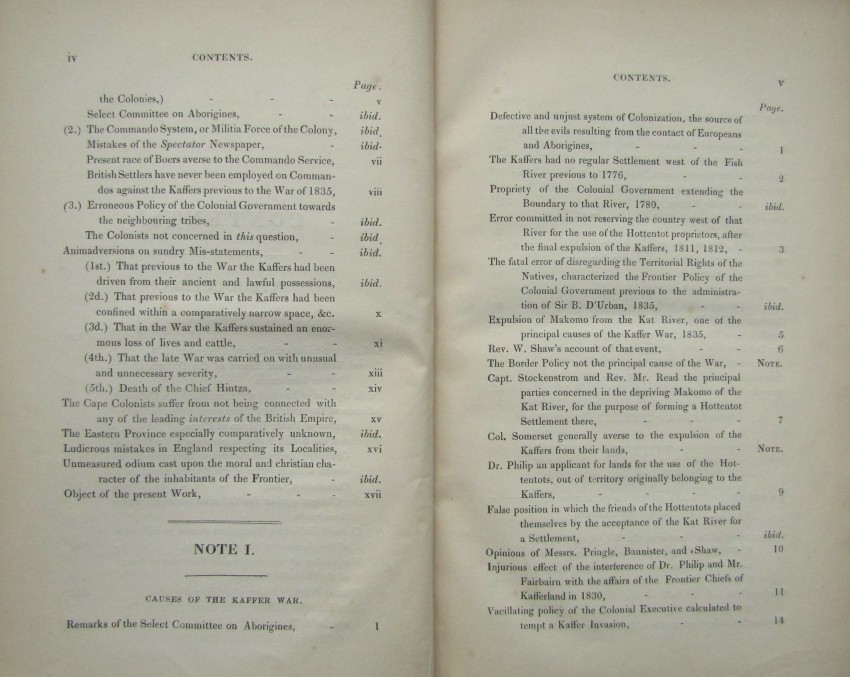 iv CONTENTS.
Page.
the Colonies,) - - - v
Select Committee on Aborigines, - - ibid.
(2.) The Commando System, or Militia Force of the Colony, ibid.
Mistakes of the Spectator Newspaper, - ibid.
Present race of Boers averse to the Commando Service, vii
British Settlers have never been employed on Comman-
dos against the Kaffers previous to the War of 1835, viii
(3.) Erroneous Policy of the Colonial Government towards
the neighbouring tribes, - ibid.
The Colonists not concerned in this question, - ibid.
Animadversions on sundry Mis-statements, - - ibid.
(1st.) That previous to the War the Kaffers had been
driven from their ancient and lawful possessions, ibid.
(2d.) That previous to the War the Kaffers had been
confined within a comparatively narrow space, &c. x
(3d.) That in the War the Kaffers sustained an enor-
mous loss of lives and cattle, - - xi
(4th.) That the late War was carried on with unusual
and unnecessary severity, - - xiii
(5th.) Death of the Chief Hintza, - - xiv
The Cape Colonists suffer from not being connected with
any of the leading interests of the British Empire, xv
The Eastern Province especially comparatively unknown, ibid.
Ludicrous mistakes in England respecting its Localities, xvi
Unmeasured odium cast upon the moral and christian cha-
racter of the inhabitants of the Frontier, - ibid.
Object of the present Work, - - - xvii
NOTE I.
CAUSES OF THE KAFFER WAR.
Remarks of the Select Committee on Aborigines, - 1
CONTENTS. v
Page.
Defective and unjust system of Colonization, the source of
all the evils resulting from the contact of Europeans
and Aborigines, - - - 1
The Kaffers had no regular Settlement west of the Fish
River previous to 1776, - - 2
Propriety of the Colonial Government extending the
Boundary to that River, 1780, - - ibid.
Error committed in not reserving the country west of that
River for the use of the Hottentot proprietors, after
the final expulsion of the Kaffers, 1811, 1812, - 3
The fatal error of disregarding the Territorial Rights of the
Natives, characterized the Frontier Policy of the
Colonial Government previous to the administra-
tion of Sir B. D'Urban, 1835, - - ibid.
Expulsion of Makomo from the Kat River, one of the
principal causes of the Kaffer War, 1835, - 5
Rev. W. Shaw's account of that event, - - 6
The Border Policy not the principal cause of the War, - NOTE.
Capt. Stockenstrom and Rev. Mr. Read the principal
parties concerned in the depriving Makomo of the
Kat River, for the purpose of forming a Hottentot
Settlement there, - - - 7
Col. Somerset generally averse to the expulsion of the
Kaffers from their lands, - - NOTE.
Dr. Philip an applicant for lands for the use of the Hot-
tentots, out of territory originally belonging to the
Kaffers, - - - - 9
False position in which the friends of the Hottentots placed
themselves by the acceptance of the Kat River for
a Settlement, - - - ibid.
Opinions of Messrs. Pringle, Bannister, and Shaw, - 10
Injurious effect of the interference of Dr. Philip and Mr.
Fairbairn with the affairs of the Frontier Chiefs of
Kafferland in 1830, - - - 11
Vacillating policy of the Colonial Executive calculated to
tempt a Kaffer Invasion, - - 14